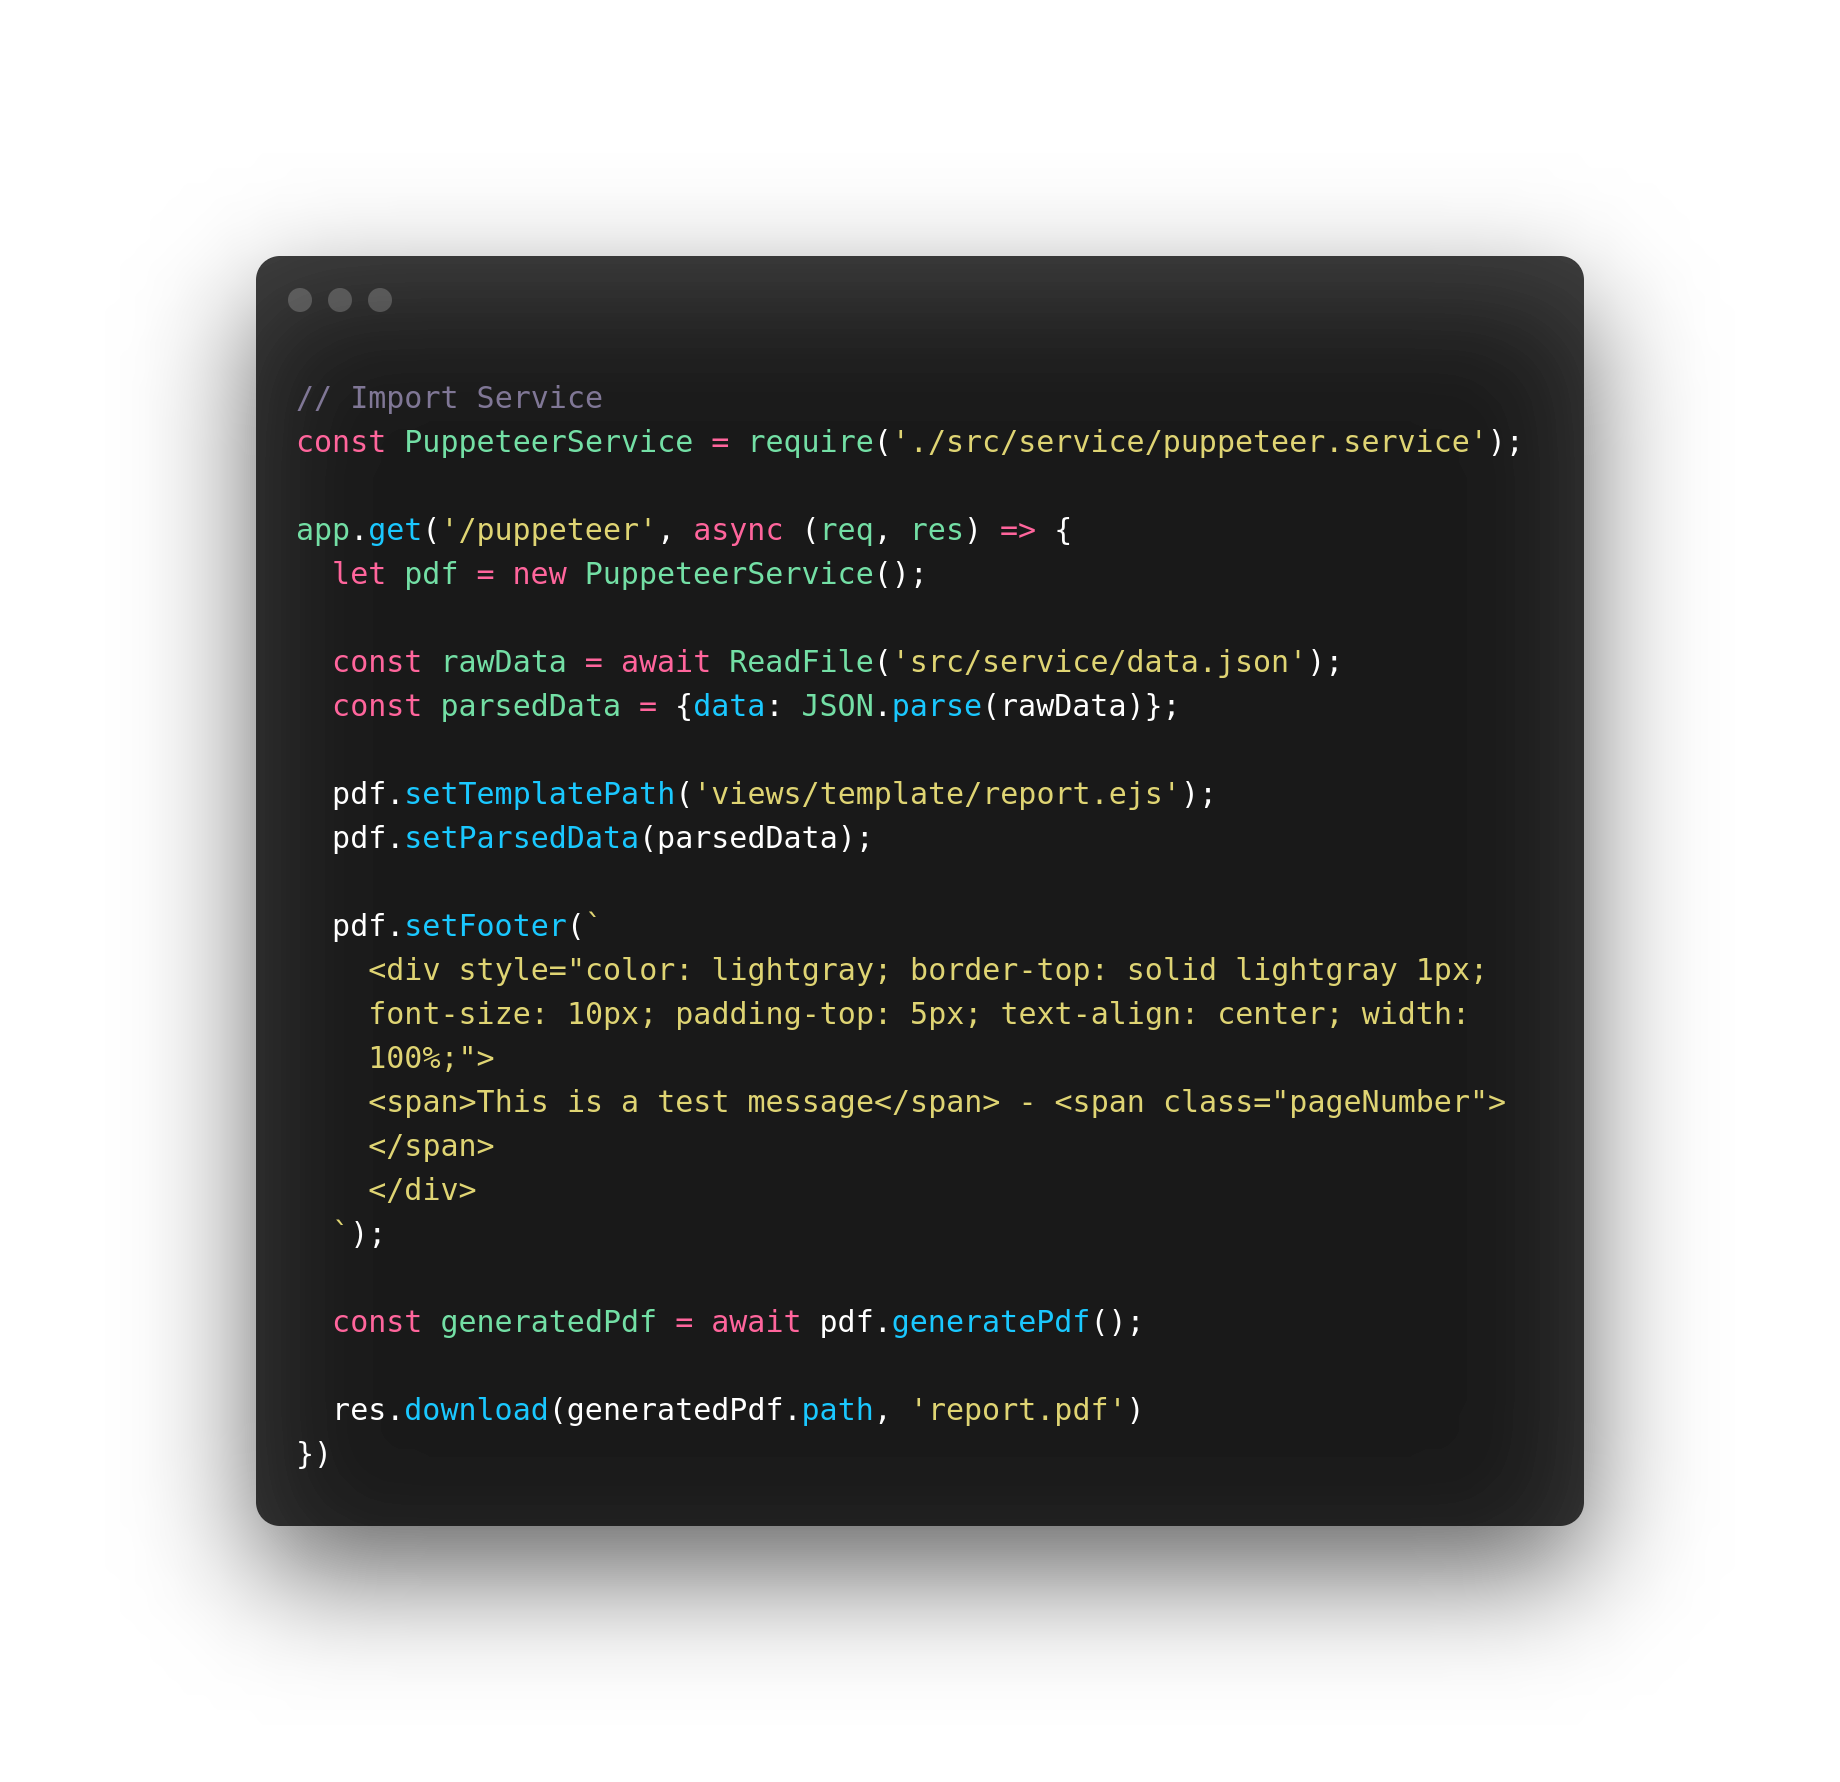 // Import Service
const PuppeteerService = require('./src/service/puppeteer.service');
app.get('/puppeteer', async (req, res) => {
let pdf = new PuppeteerService();
const rawData = await ReadFile('src/service/data.json');
const parsedData = {data: JSON.parse(rawData)};
pdf.setTemplatePath('views/template/report.ejs');
pdf.setParsedData(parsedData);
pdf.setFooter(`
<div style="color: lightgray; border-top: solid lightgray 1px;
font-size: 10px; padding-top: 5px; text-align: center; width:
100%;">
<span>This is a test message</span> - <span class="pageNumber">
</span>
</div>
`);
const generatedPdf = await pdf.generatePdf();
res.download(generatedPdf.path, 'report.pdf')
})